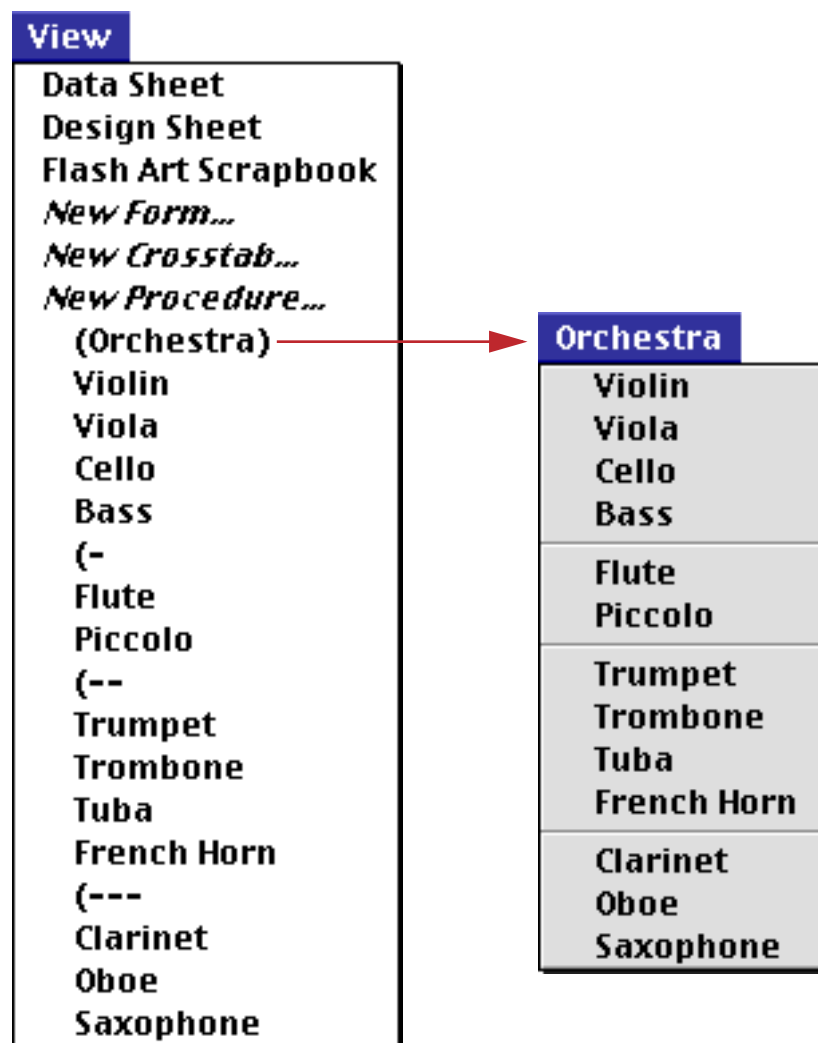 View
Data Sheet
Design Sheet
Flash Art Scrapbook
New Form...
New Crosstab...
New Procedure...
(Orchestra)
Violin
Viola
Cello
Bass
(-
Flute
Piccolo
(--
Trumpet
Trombone
Tuba
French Horn
(---
Clarinet
Oboe
Saxophone
Orchestra
Violin
Viola
Cello
Bass
Flute
Piccolo
Trumpet
Trombone
Tuba
French Horn
Clarinet
Oboe
Saxophone